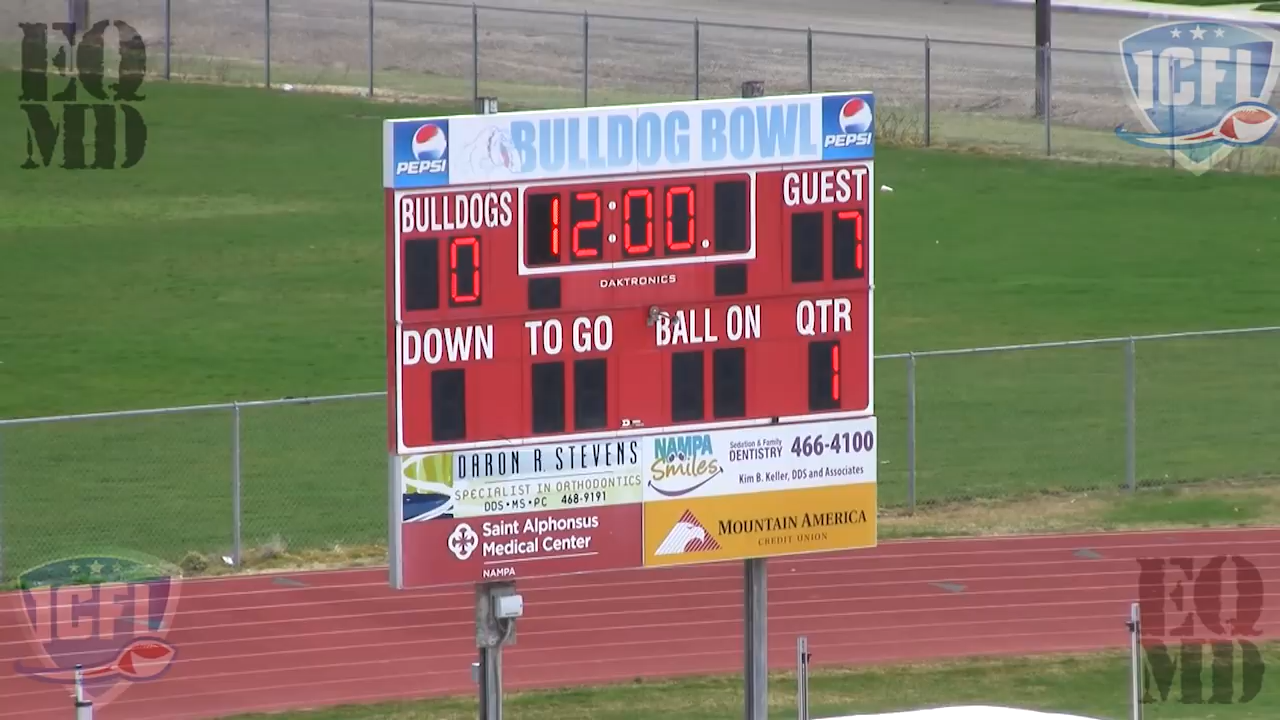 EQ
MD
1CFL
PEPSI
BULLDOG BOWL
PEPSI
BULLDOGS
12:00.
GUEST
0
7
DAKTRONICS
DOWN
TO GO
BALL ON
QTR
1
DARON R. STEVENS
SPECIALIST IN ORTHODONTICS
DDS•MS•PC 468-9191
NAMPA
Smiles
Sedation & Family
DENTISTRY
466-4100
Kim B. Keller, DDS and Associates
Saint Alphonsus
Medical Center
NAMPA
MOUNTAIN AMERICA
CREDIT UNION
1CFL
EQ
MD